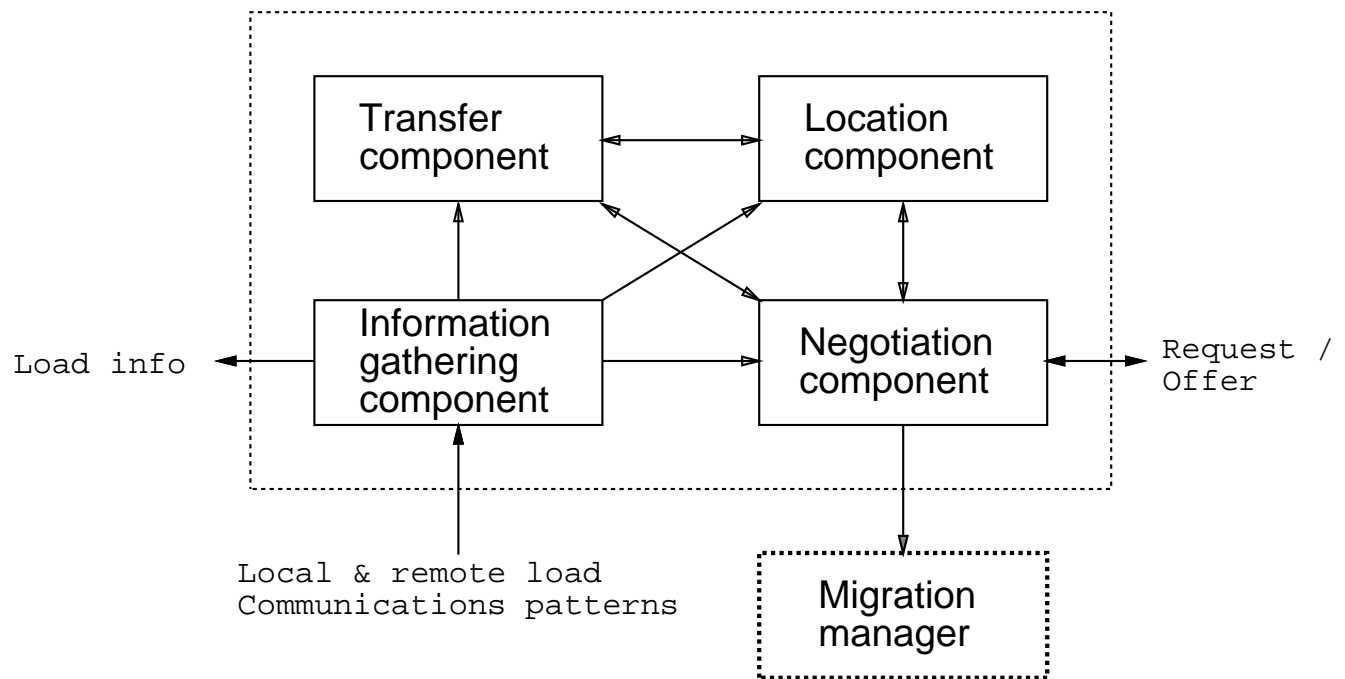 Transfer
component
Location
component
Information
gathering
component
Negotiation
component
Load info
Request /
Offer
Local & remote load
Communications patterns
Migration
manager